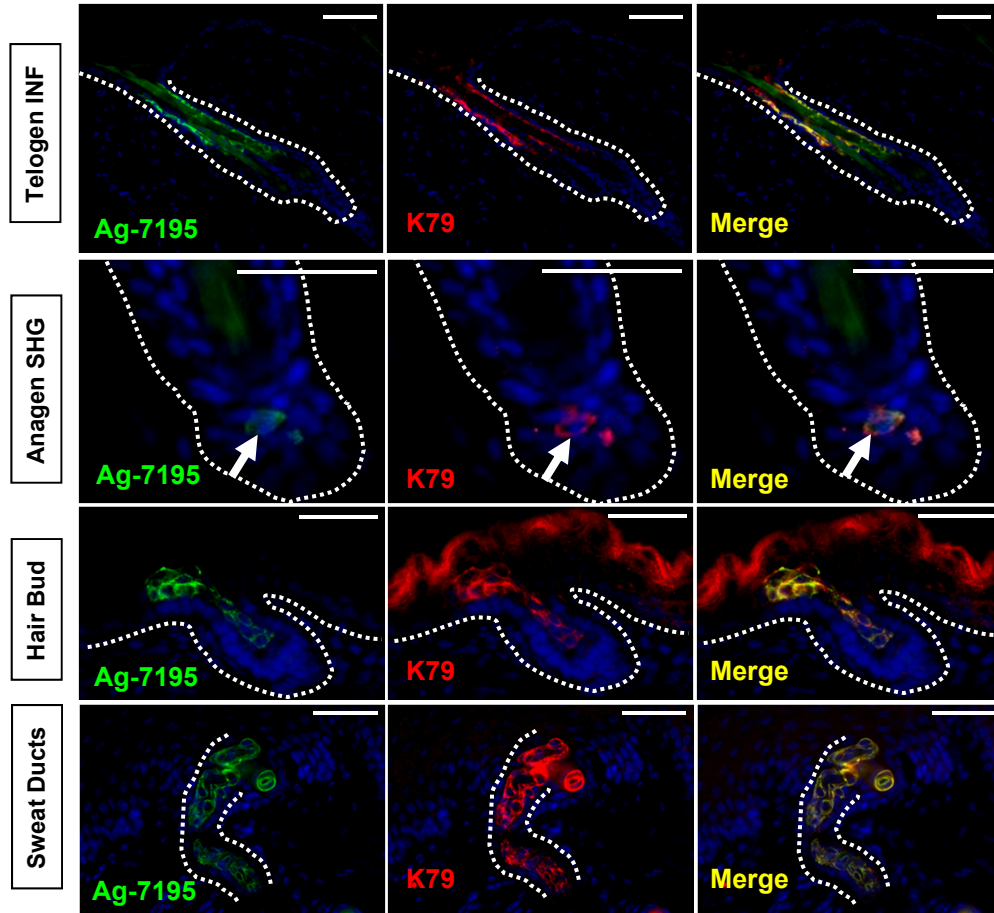 Telogen INF
Ag-7195
K79
Merge
Anagen SHG
Ag-7195
K79
Merge
Hair Bud
Ag-7195
K79
Merge
Sweat Ducts
Ag-7195
K79
Merge